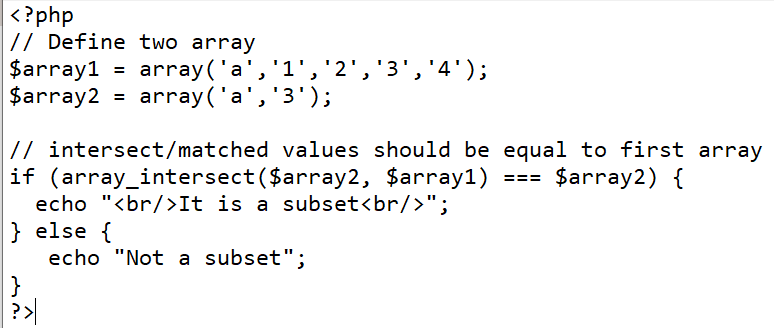 <?php
// Define two array
$array1 = array('a','1','2','3','4');
$array2 = array('a','3');

// intersect/matched values should be equal to first array
if (array_intersect($array2, $array1) === $array2) {
  echo "<br/>It is a subset<br/>";
} else {
   echo "Not a subset";
}
?>